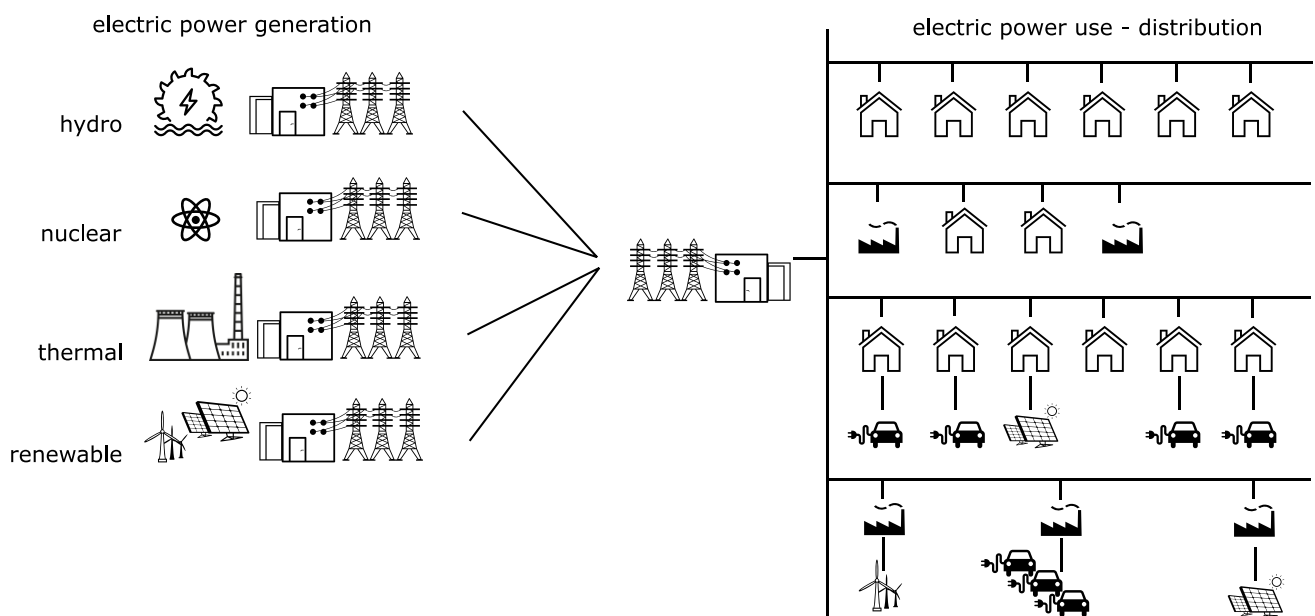 electric power generation
electric power use - distribution
hydro
nuclear
thermal
renewable